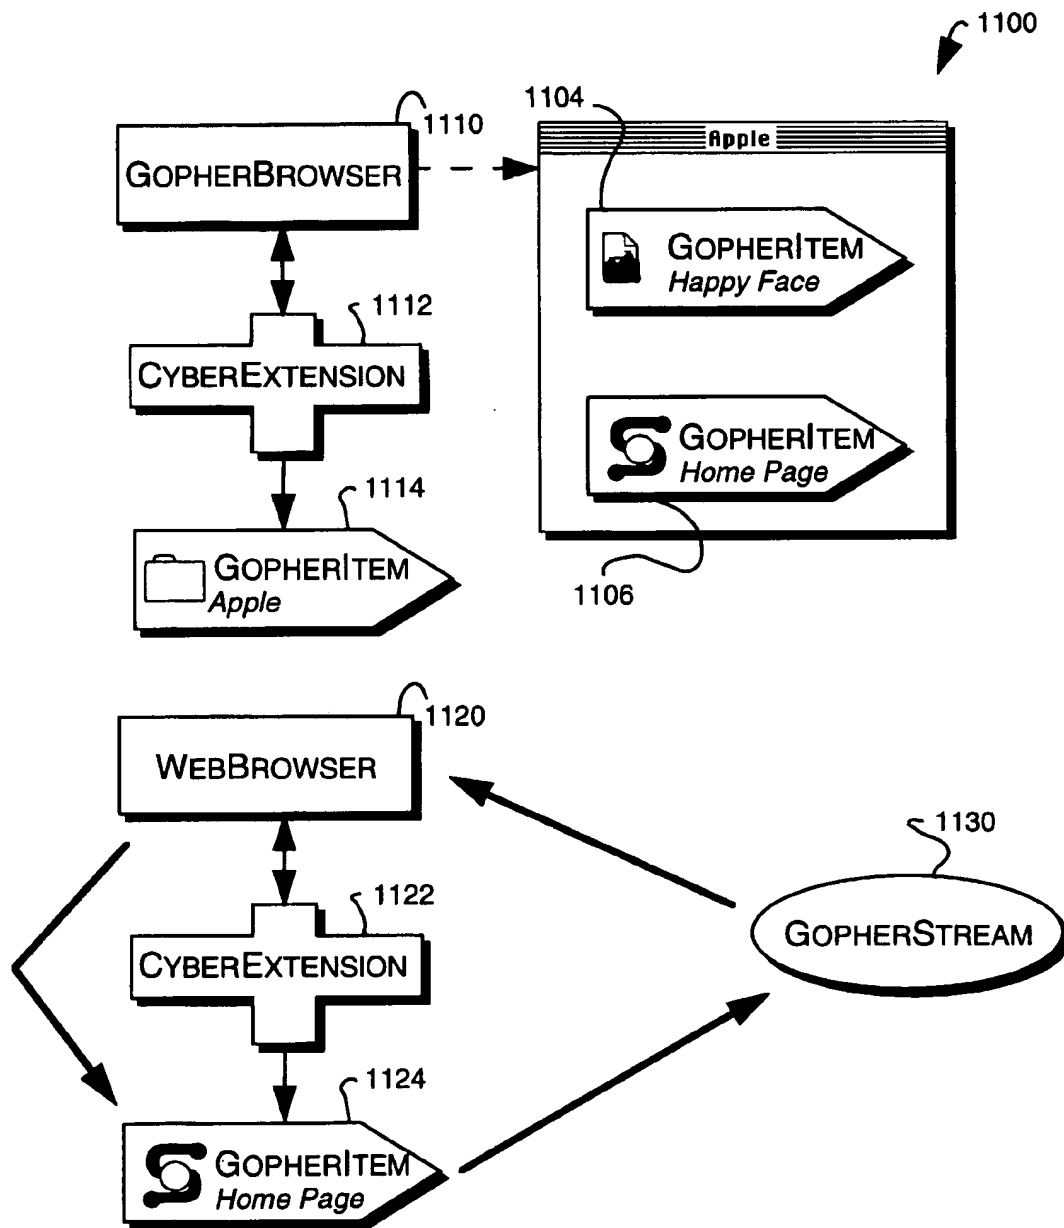 1100
1104
1110
Apple
GOPHERBROWSER
GOPHERITEM
Happy Face
1112
CYBEREXTENSION
GOPHERITEM
Home Page
1114
GOPHERITEM
Apple
1106
1120
WEBBROWSER
1130
1122
GOPHERSTREAM
CYBEREXTENSION
1124
GOPHERITEM
Home Page